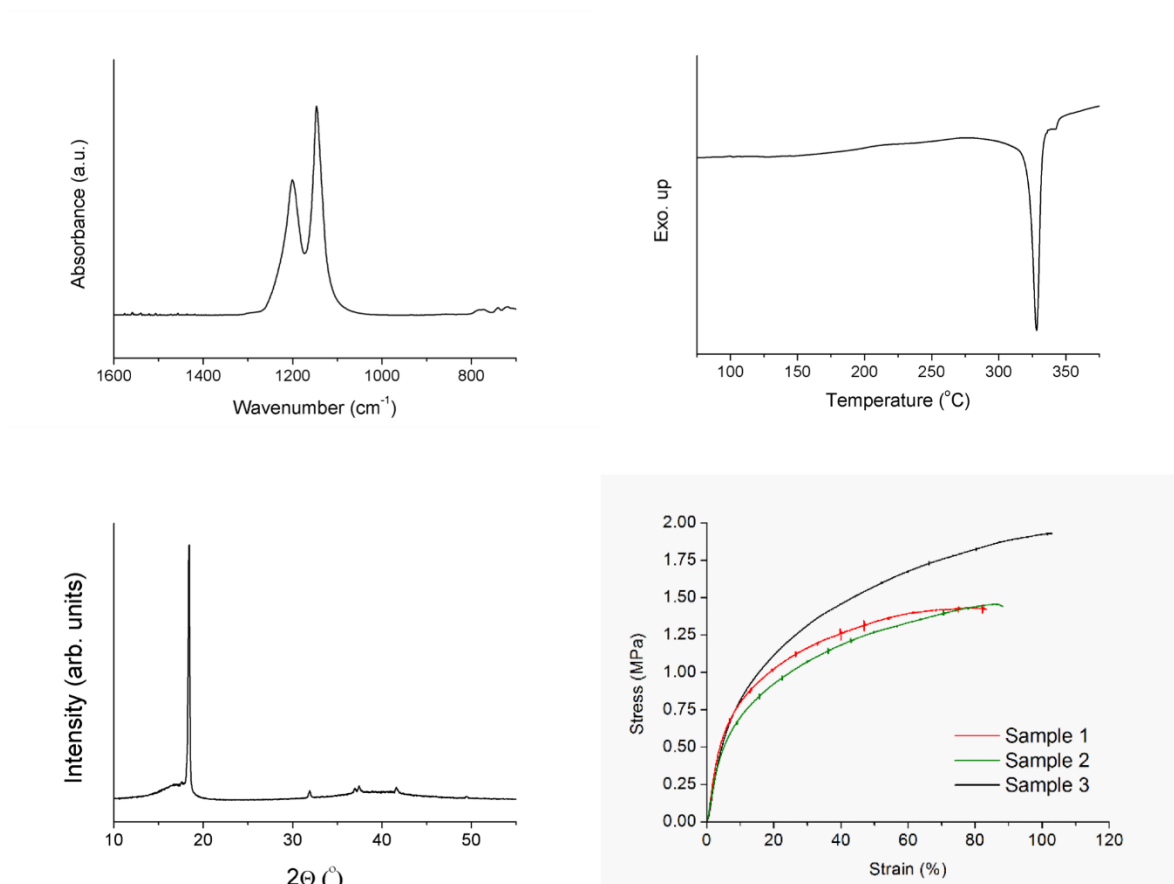 Absorbance (a.u.)
1600 1400 1200 1000 800
Wavenumber (cm⁻¹)
Exo. up
100 150 200 250 300 350
Temperature (°C)
Intensity (arb. units)
10 20 30 40 50
2Θ (°)
Stress (MPa)
2.00
1.75
1.50
1.25
1.00
0.75
0.50
0.25
0.00
Sample 1
Sample 2
Sample 3
0 20 40 60 80 100 120
Strain (%)